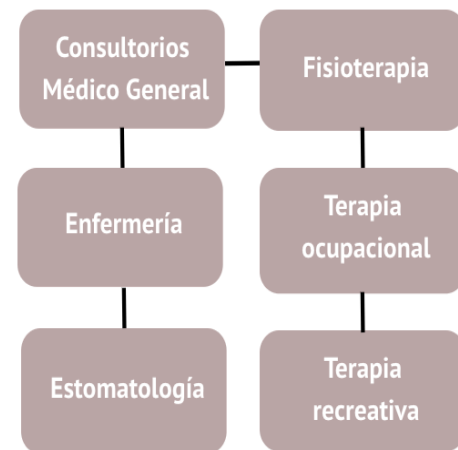 Consultorios
Médico General
Fisioterapia
Enfermería
Terapia
ocupacional
Estomatología
Terapia
recreativa